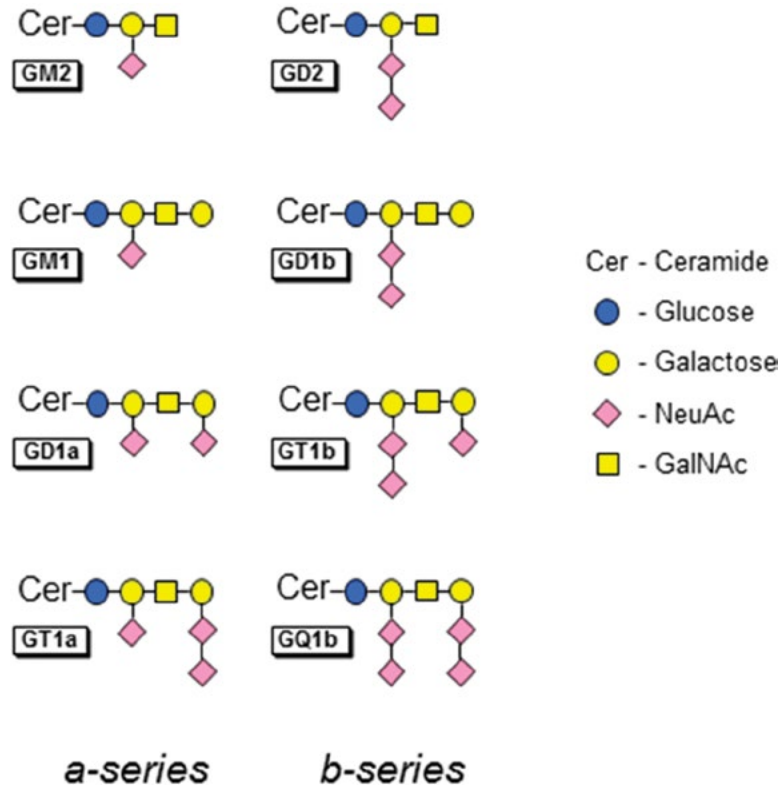 Cer
GM2
Cer
GD2
Cer
GM1
Cer
GD1b
Cer - Ceramide
- Glucose
- Galactose
- NeuAc
- GalNAc
Cer
GD1a
Cer
GT1b
Cer
GT1a
Cer
GQ1b
a-series
b-series